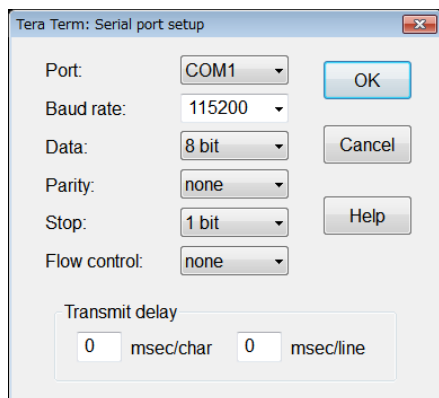 Tera Term: Serial port setup
Port: COM1 OK
Baud rate: 115200
Data: 8 bit Cancel
Parity: none
Stop: 1 bit Help
Flow control: none
Transmit delay
0 msec/char 0 msec/line